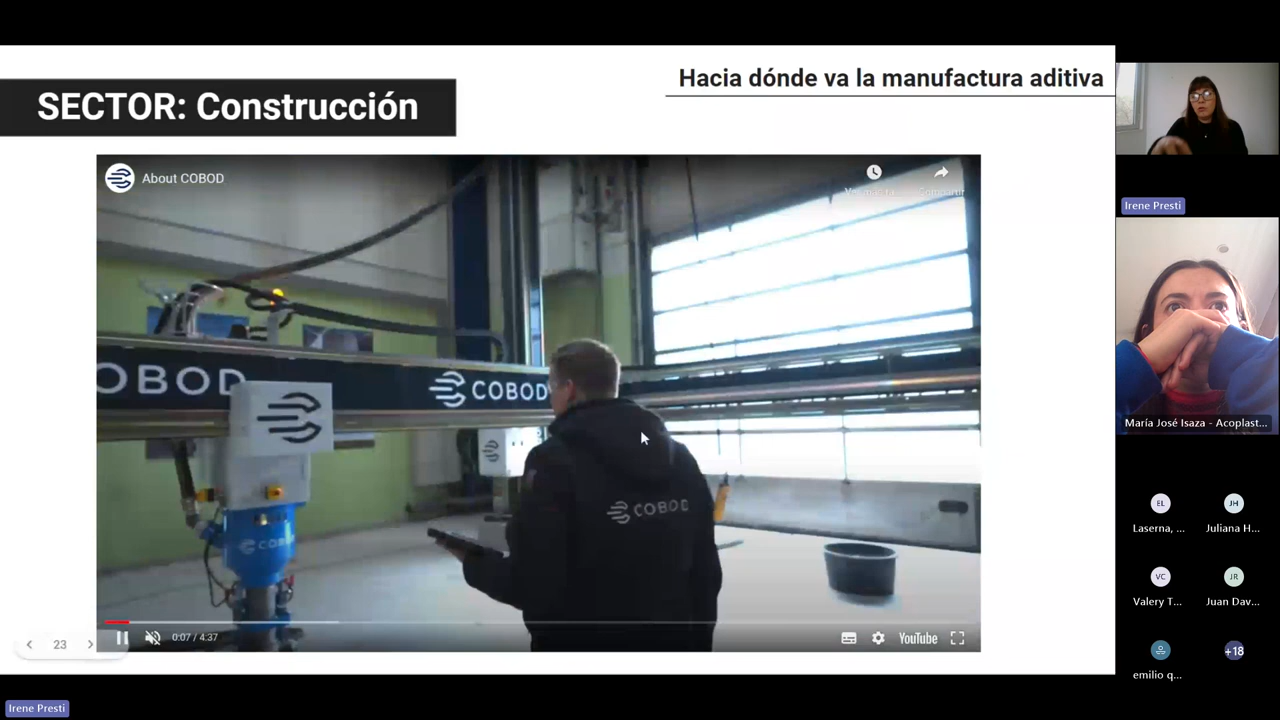 Hacia dónde va la manufactura aditiva
SECTOR: Construcción
About COBOD
OBOD
COBOD
COBOD
0:07 / 4:37
YouTube
23
Irene Presti
Irene Presti
María José Isaza - Acoplast...
EL
JH
Laserna, ...
Juliana H...
VC
JR
Valery T...
Juan Dav...
emilio q...
+18